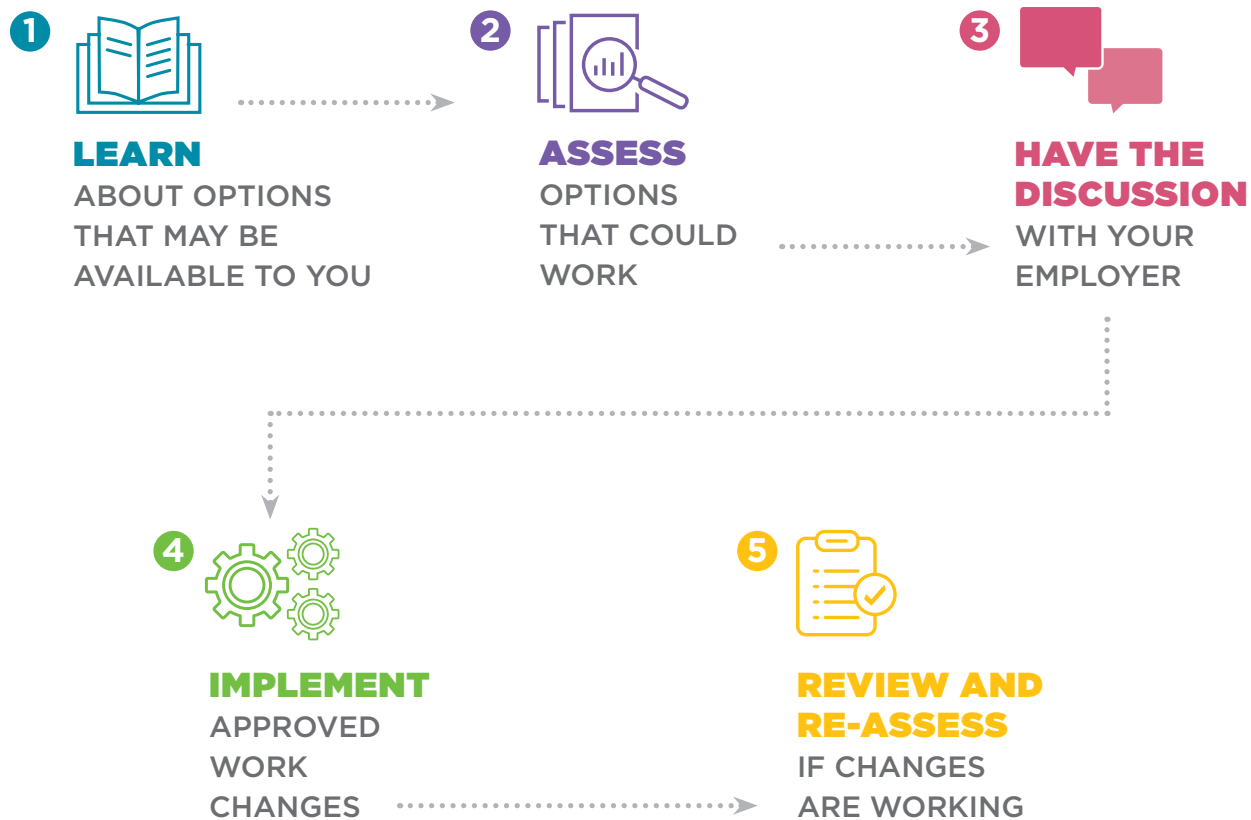 1
LEARN
ABOUT OPTIONS
THAT MAY BE
AVAILABLE TO YOU
2
ASSESS
OPTIONS
THAT COULD
WORK
3
HAVE THE
DISCUSSION
WITH YOUR
EMPLOYER
4
IMPLEMENT
APPROVED
WORK
CHANGES
5
REVIEW AND
RE-ASSESS
IF CHANGES
ARE WORKING